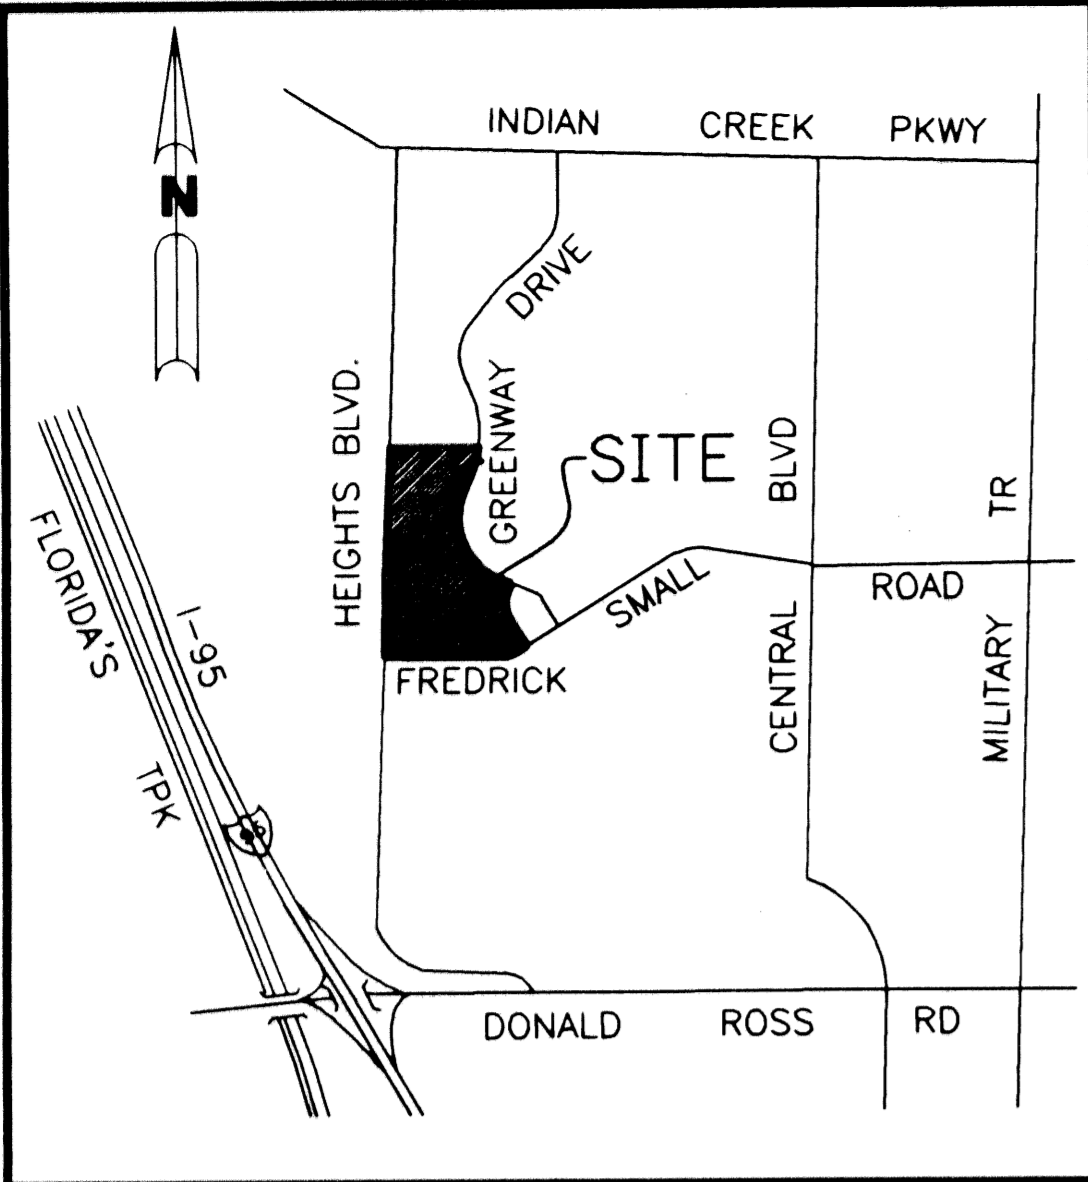 INDIAN CREEK PKWY
N
DRIVE
GREENWAY
HEIGHTS BLVD.
SITE
BLVD
TR
FLORIDA'S
I-95
SMALL
ROAD
FREDRICK
CENTRAL
MILITARY
TPK
DONALD ROSS RD